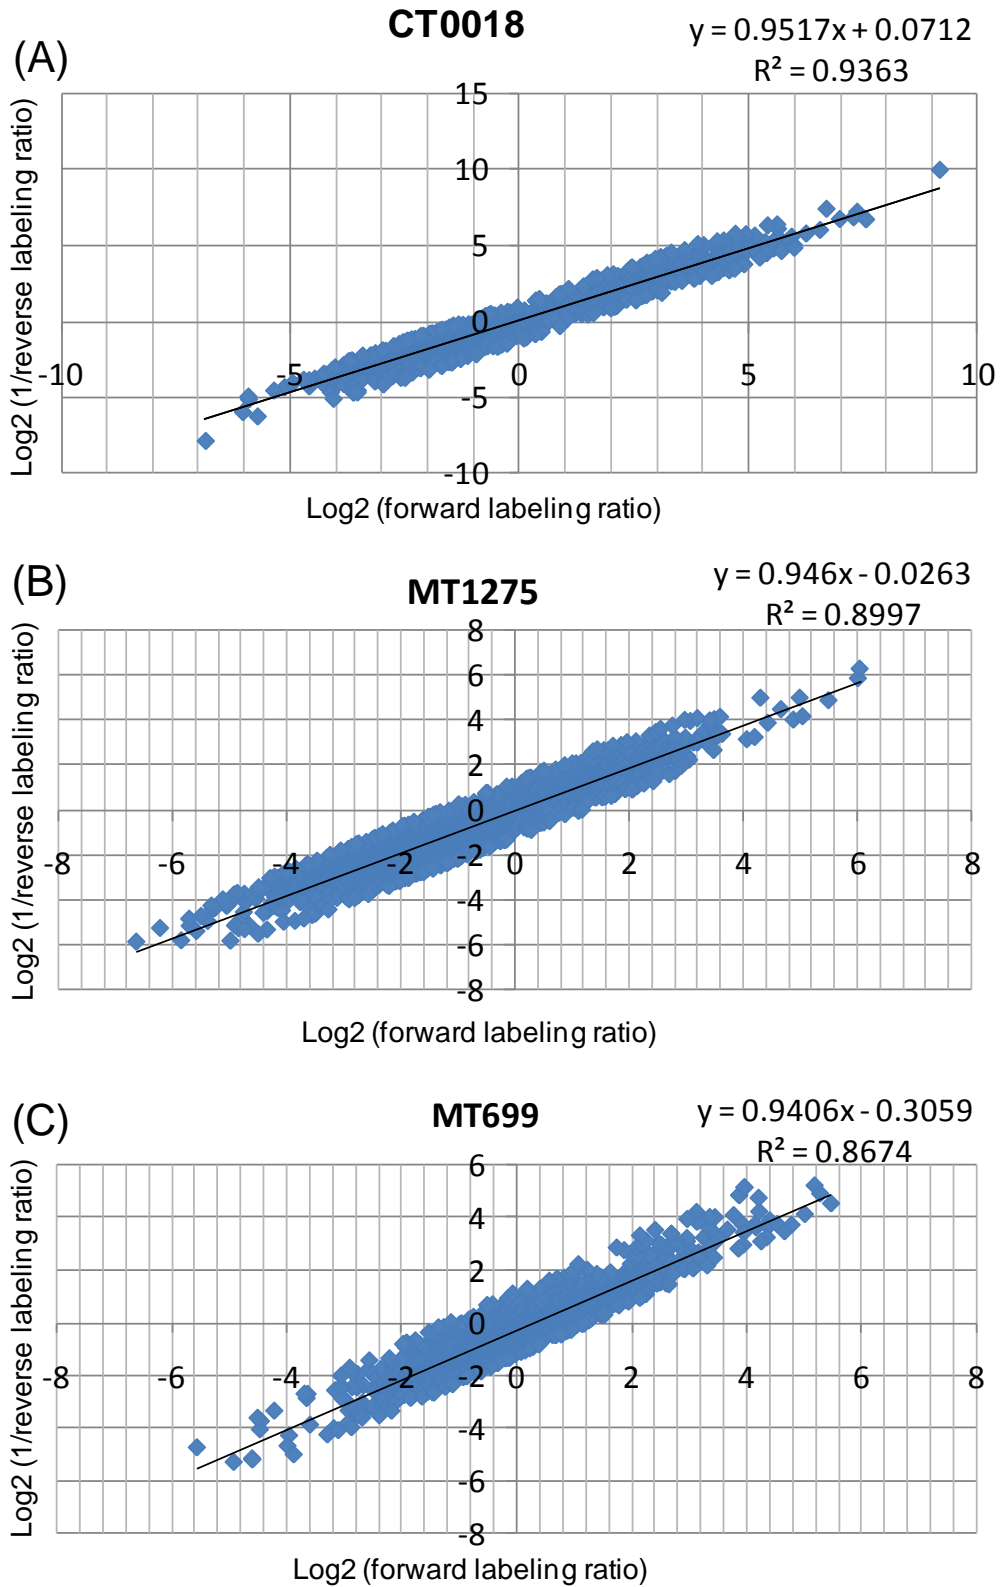 CT0018
y = 0.9517x + 0.0712
(A)
R² = 0.9363
15
10
5
0
-10
-5
0
5
10
-5
-10
Log2 (1/reverse labeling ratio)
Log2 (forward labeling ratio)
(B)
MT1275
y = 0.946x - 0.0263
R² = 0.8997
8
6
4
2
0
-2
-8
-6
-4
-2
0
2
4
6
8
-4
-6
-8
Log2 (1/reverse labeling ratio)
Log2 (forward labeling ratio)
(C)
MT699
y = 0.9406x - 0.3059
R² = 0.8674
6
4
2
0
-2
-8
-6
-4
-2
0
2
4
6
8
-4
-6
-8
Log2 (1/reverse labeling ratio)
Log2 (forward labeling ratio)